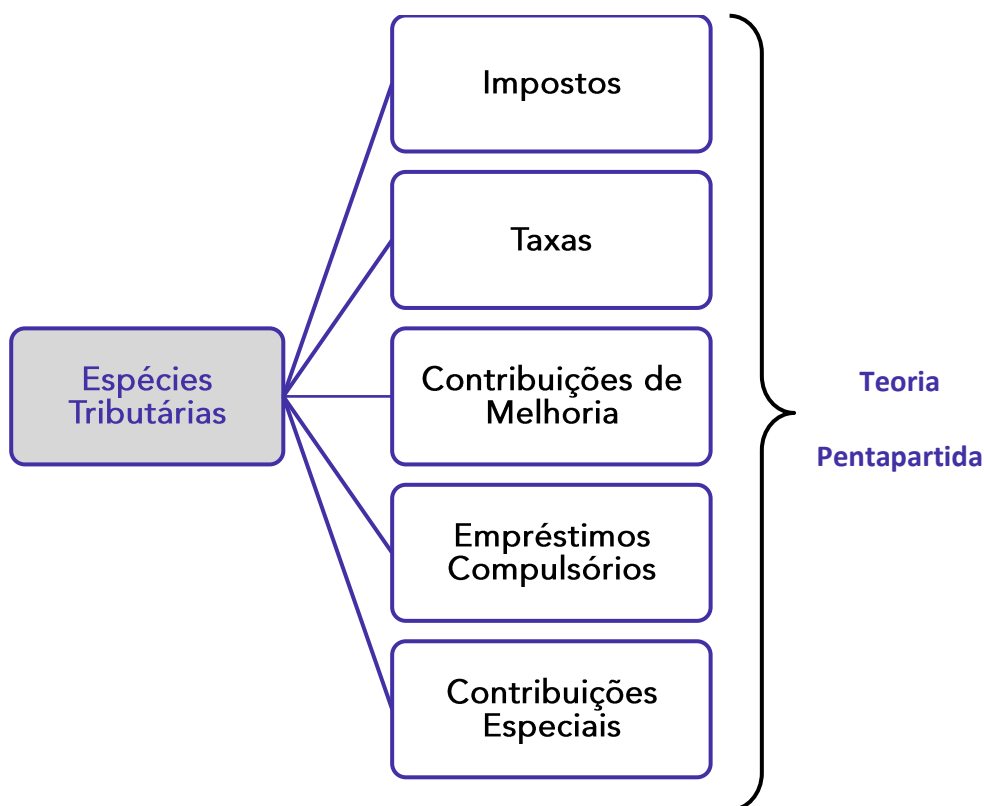 Impostos
Taxas
Espécies
Tributárias
Contribuições de
Melhoria
Empréstimos
Compulsórios
Contribuições
Especiais
Teoria
Pentapartida